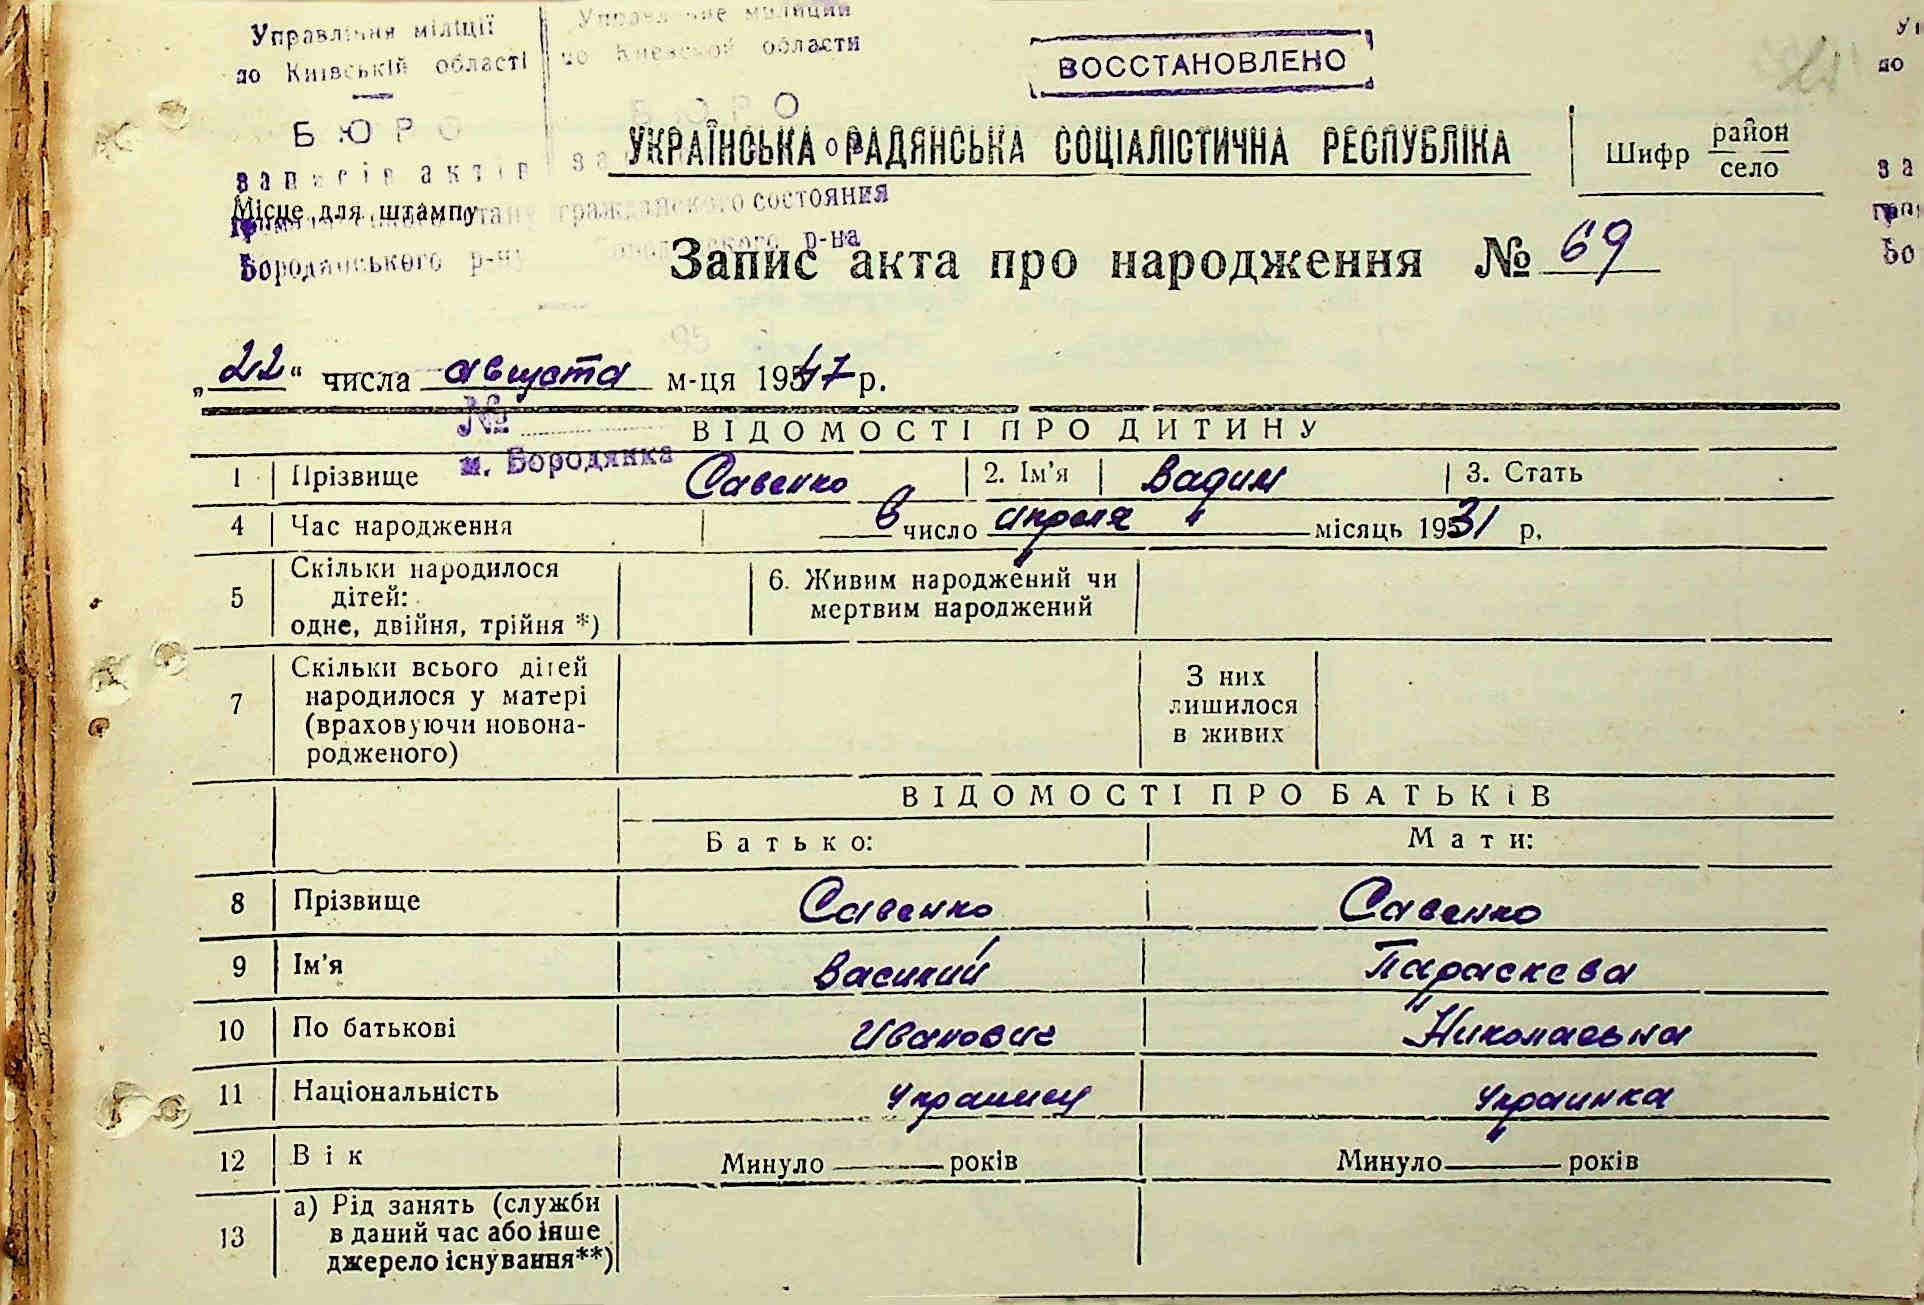 Управління міліції
по Київській області
Управление милиции
по Киевской области
БЮРО
БЮРО
записів актів
громадянського стану
гражданского состояния
Бородянського р-ну
р-на
ВОССТАНОВЛЕНО
УКРАЇНСЬКА РАДЯНСЬКА СОЦІАЛІСТИЧНА РЕСПУБЛІКА
Шифр район
село
Місце для штампу
Запис акта про народження № 69
„22“ числа августа м-ця 1947 р.
№
м. Бородянка
ВІДОМОСТІ ПРО ДИТИНУ
1 Прізвище Савенко 2. Ім'я Вадим 3. Стать
4 Час народження 6 число апреля місяць 1931 р.
5 Скільки народилося
дітей:
одне, двійня, трійня *)
6. Живим народжений чи
мертвим народжений
7 Скільки всього дітей
народилося у матері
(враховуючи новона-
родженого)
З них
лишилося
в живих
ВІДОМОСТІ ПРО БАТЬКІВ
Батько: Мати:
8 Прізвище Савенко Савенко
9 Ім'я Василий Параскева
10 По батькові Иванович Николаевна
11 Національність украинец украинка
12 Вік Минуло років Минуло років
13 а) Рід занять (служби
в даний час або інше
джерело існування**)